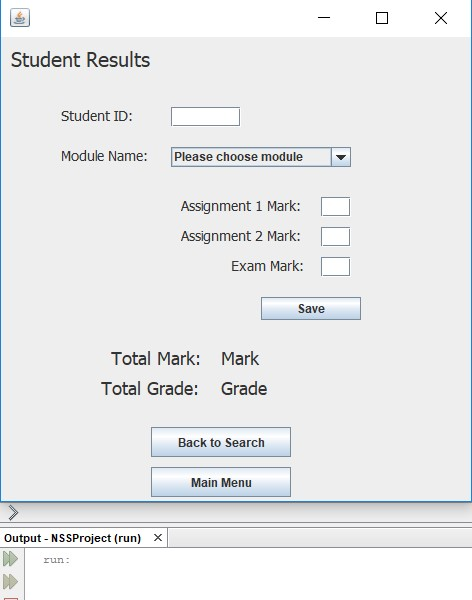 Student Results
Student ID:
Module Name: Please choose module
Assignment 1 Mark:
Assignment 2 Mark:
Exam Mark:
Save
Total Mark: Mark
Total Grade: Grade
Back to Search
Main Menu
Output - NSSProject (run)
run: